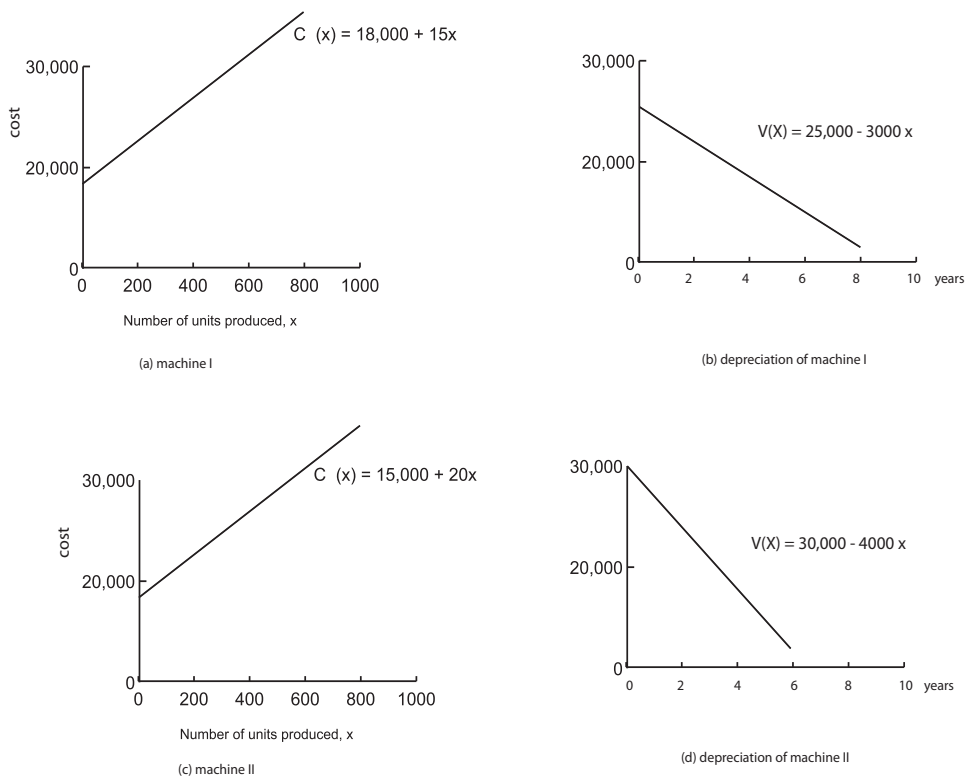 C (x) = 18,000 + 15x
30,000
20,000
0
cost
0 200 400 600 800 1000
Number of units produced, x
(a) machine I
30,000
V(X) = 25,000 - 3000 x
20,000
0
0 2 4 6 8 10 years
(b) depreciation of machine I
30,000
C (x) = 15,000 + 20x
cost
20,000
0
0 200 400 600 800 1000
Number of units produced, x
(c) machine II
30,000
V(X) = 30,000 - 4000 x
20,000
0
0 2 4 6 8 10 years
(d) depreciation of machine II